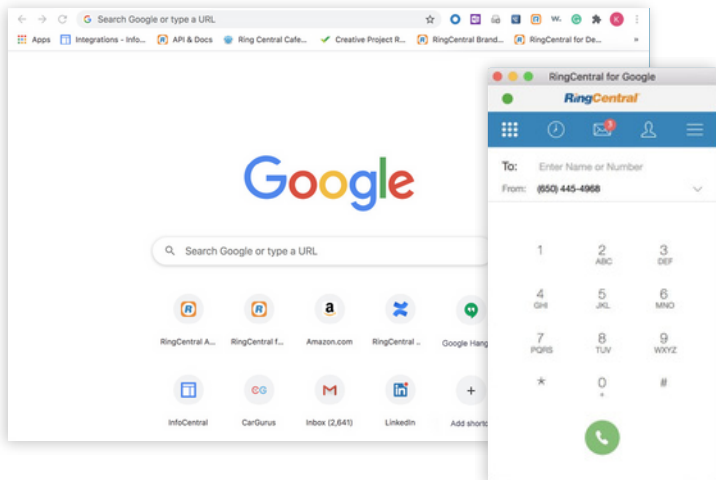 Search Google or type a URL
W.
K
Apps Integrations - Info... API & Docs Ring Central Cafe... Creative Project R... RingCentral Brand... RingCentral for De... »
Google
Search Google or type a URL
RingCentral A... RingCentral f... Amazon.com RingCentral ... Google Hang
InfoCentral CarGurus Inbox (2,641) LinkedIn Add shortc
RingCentral for Google
RingCentral
3
To: Enter Name or Number
From: (650) 445-4968
1 2 3
ABC DEF
4 5 6
GHI JKL MNO
7 8 9
PQRS TUV WXYZ
* 0 #
+